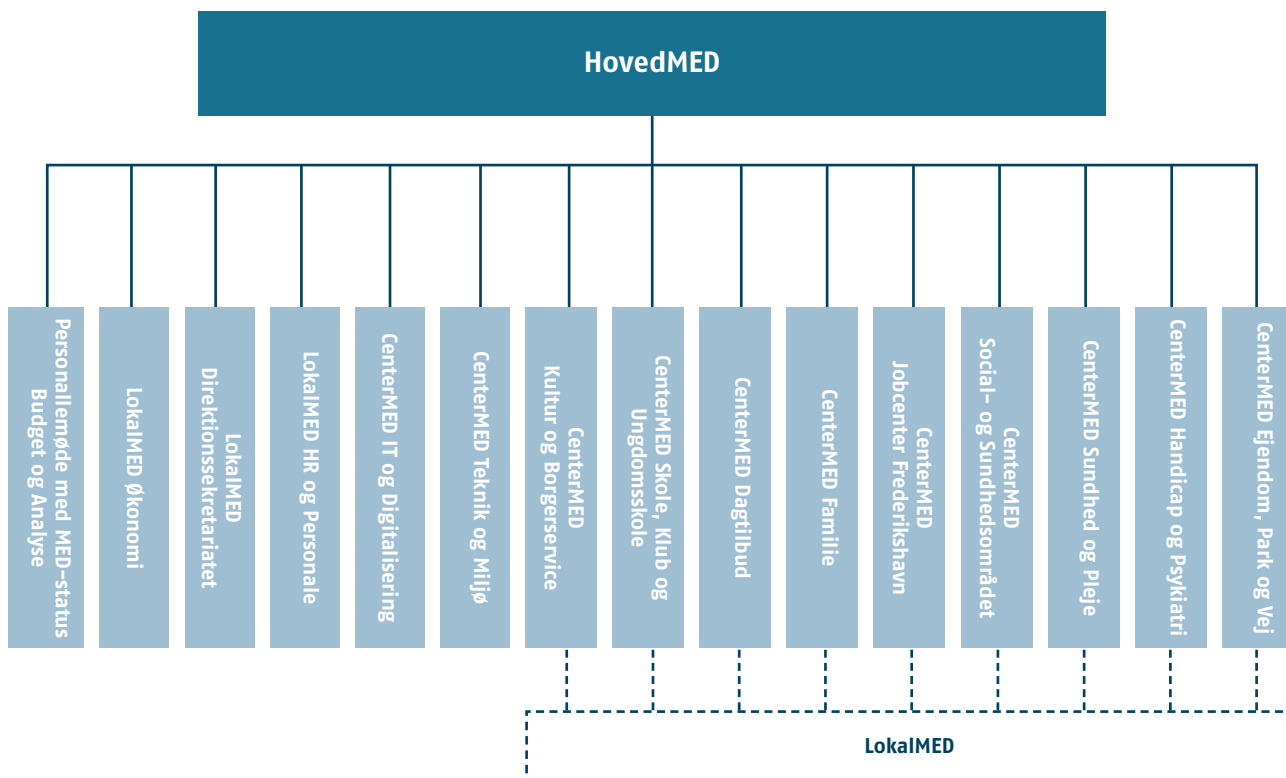 HovedMED
Personallemøde med MED-status
Budget og Analyse
LokalMED Økonomi
LokalMED
Direktionssekretariatet
LokalMED HR og Personale
CenterMED IT og Digitalisering
CenterMED Teknik og Miljø
CenterMED
Kultur og Borgerservice
CenterMED Skole, Klub og
Ungdomsskole
CenterMED Dagtilbud
CenterMED Familie
CenterMED
Jobcenter Frederikshavn
CenterMED
Social- og Sundhedsområdet
CenterMED Sundhed og Pleje
CenterMED Handicap og Psykiatri
CenterMED Ejendom, Park og Vej
LokalMED